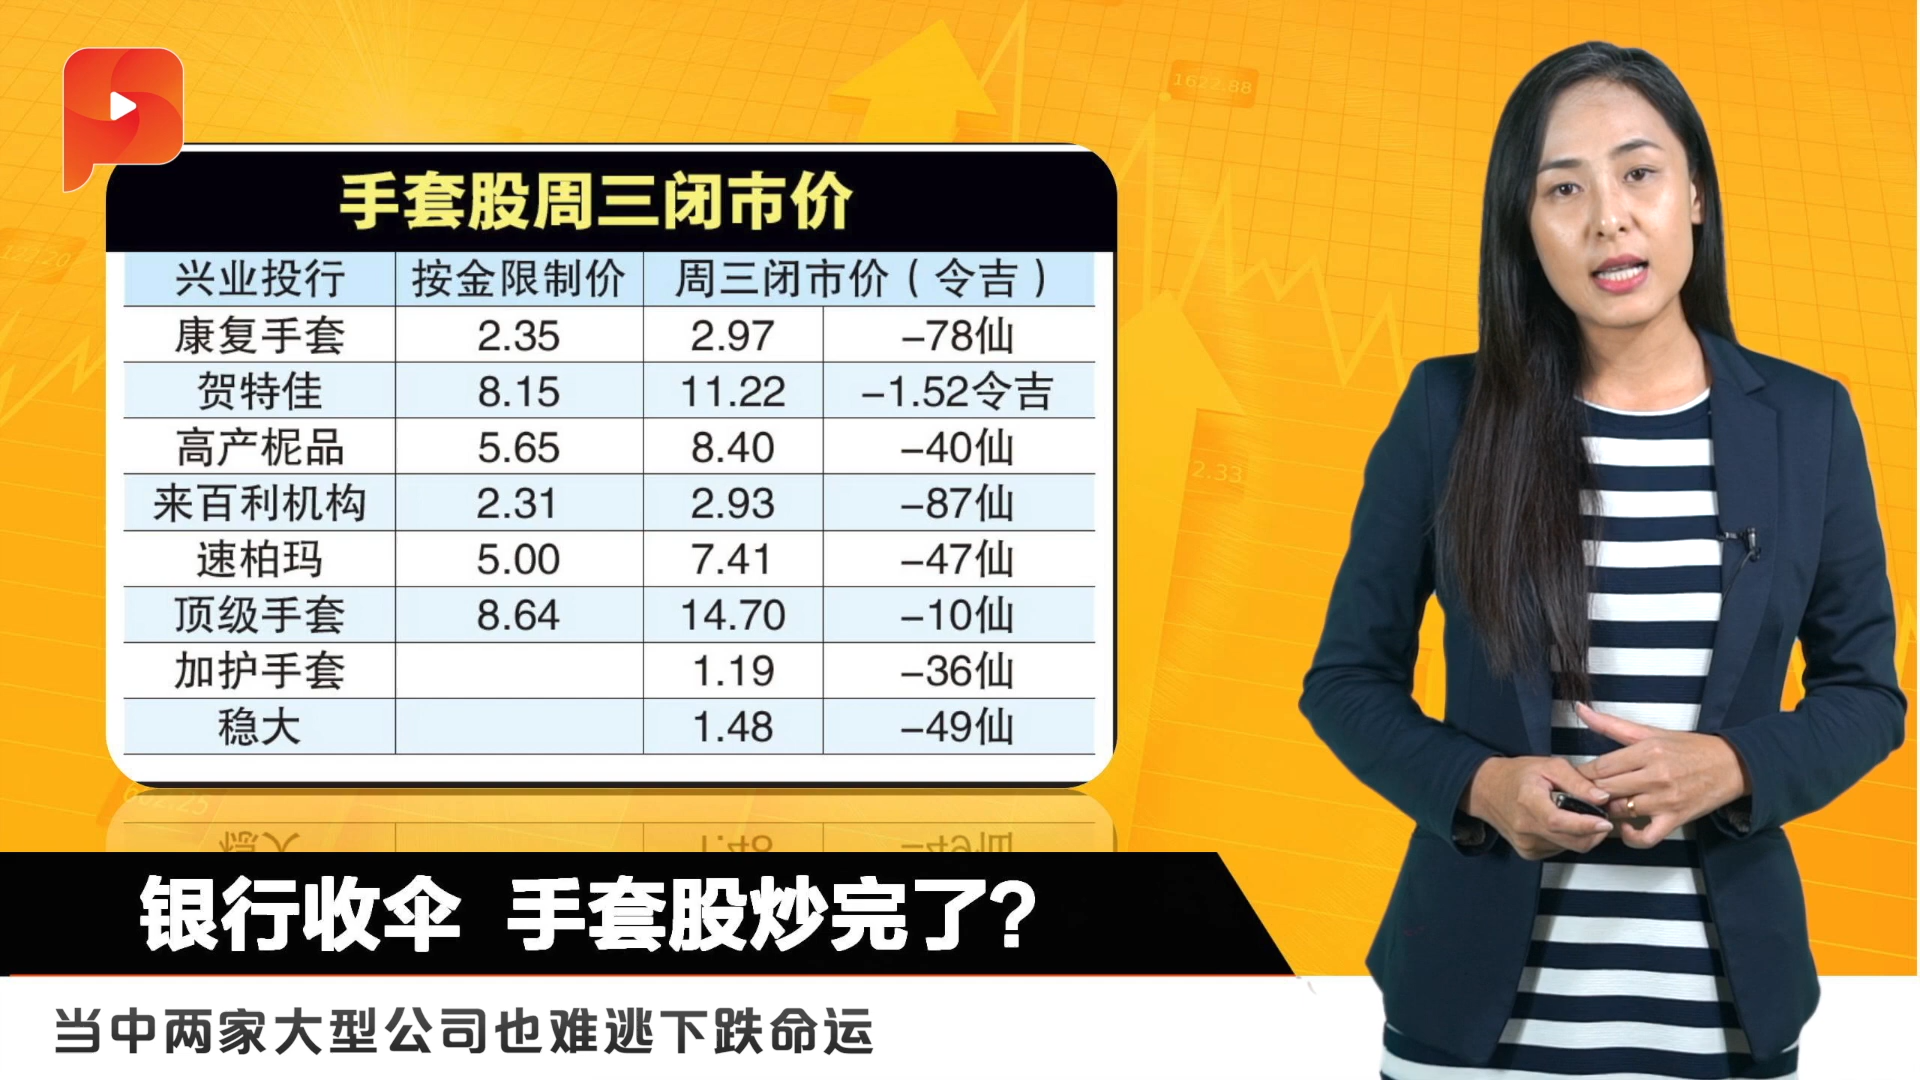 1622.88
手套股周三闭市价
兴业投行 按金限制价 周三闭市价（令吉）
康复手套 2.35 2.97 -78仙
贺特佳 8.15 11.22 -1.52令吉
高产柅品 5.65 8.40 -40仙
来百利机构 2.31 2.93 -87仙
速柏玛 5.00 7.41 -47仙
顶级手套 8.64 14.70 -10仙
加护手套 1.19 -36仙
稳大 1.48 -49仙
银行收伞 手套股炒完了？
当中两家大型公司也难逃下跌命运